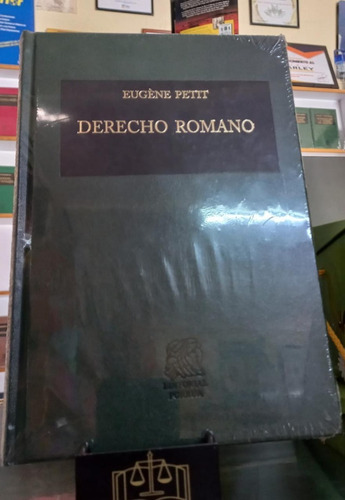 EUGÈNE PETIT
DERECHO ROMANO
EDITORIAL
PORRÚA